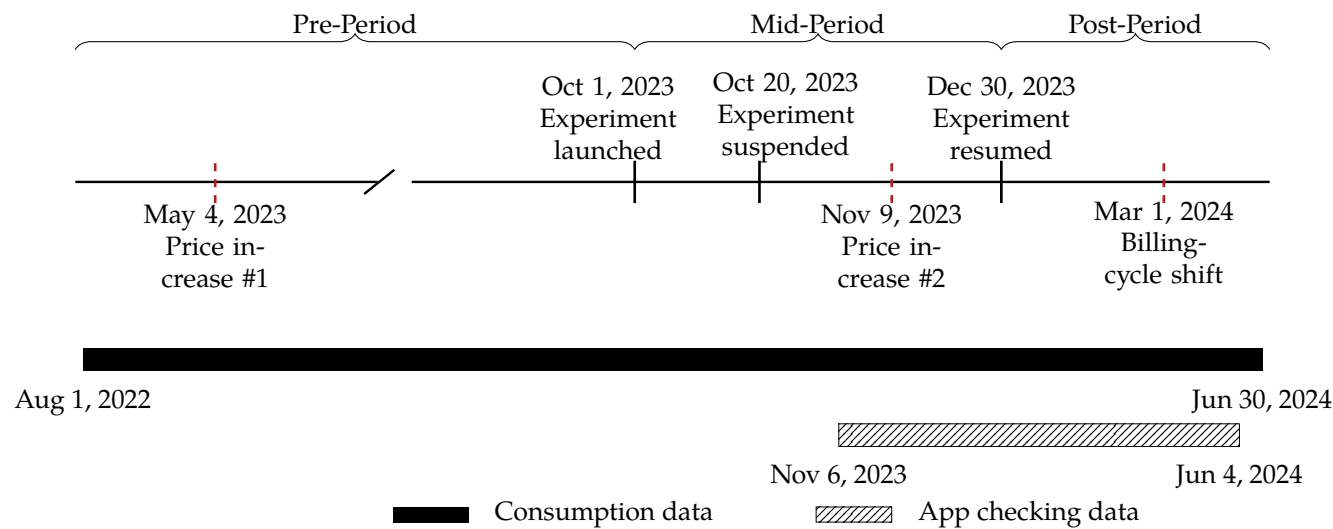 Pre-Period
Mid-Period
Post-Period
Oct 1, 2023
Experiment
launched
Oct 20, 2023
Experiment
suspended
Dec 30, 2023
Experiment
resumed
May 4, 2023
Price in-
crease #1
Nov 9, 2023
Price in-
crease #2
Mar 1, 2024
Billing-
cycle shift
Aug 1, 2022
Jun 30, 2024
Nov 6, 2023
Jun 4, 2024
Consumption data
App checking data